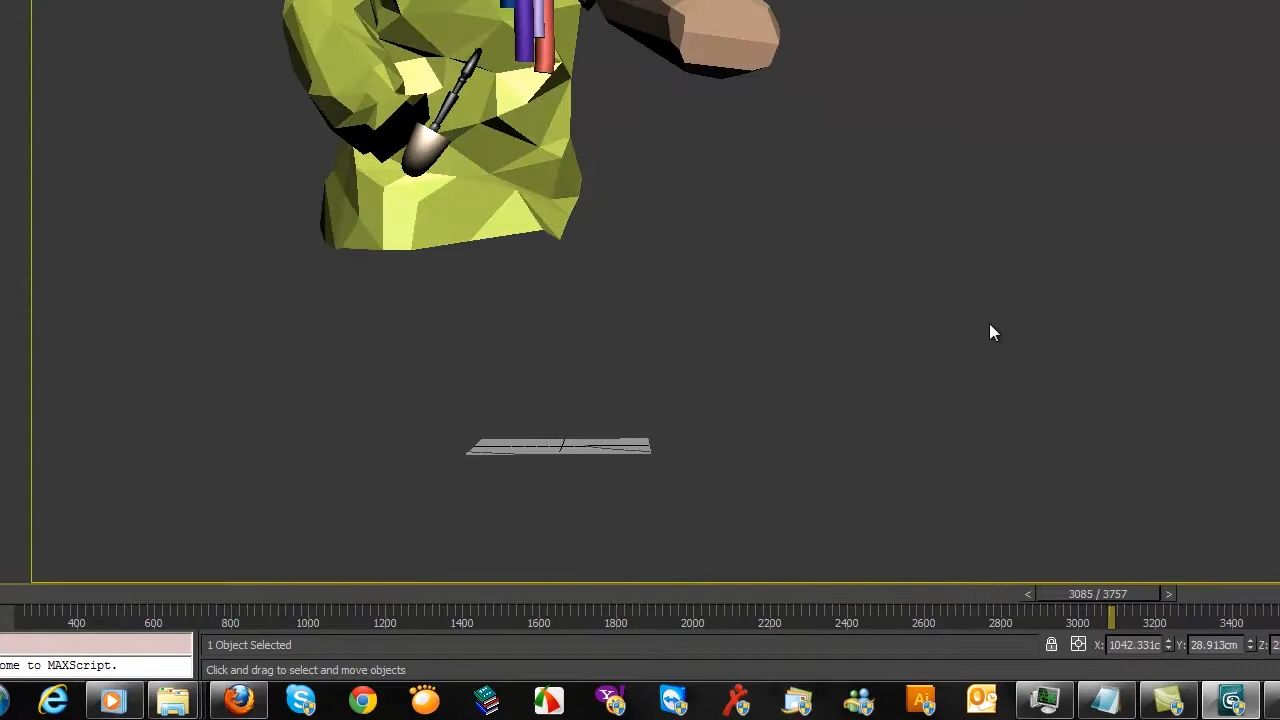 < 3085 / 3757 >
400 600 800 1000 1200 1400 1600 1800 2000 2200 2400 2600 2800 3000 3200 3400
1 Object Selected X: 1042.331c Y: 28.913cm Z:
ome to MAXScript. Click and drag to select and move objects
Ai